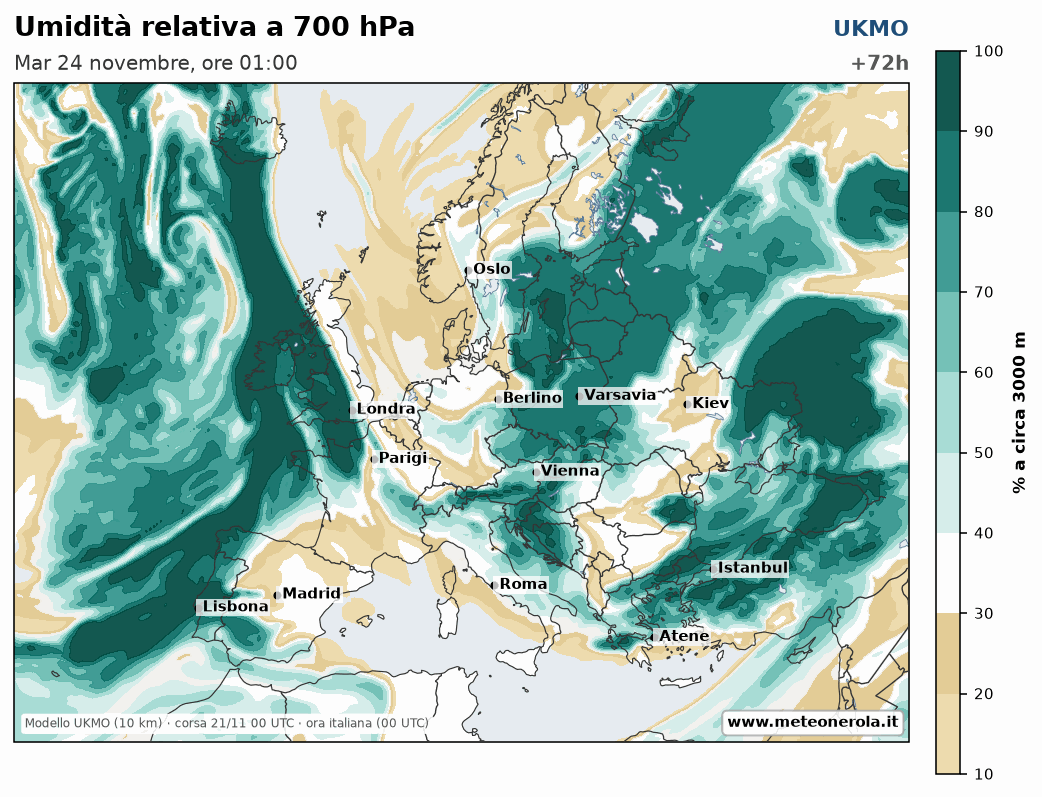 Umidità relativa a 700 hPa
UKMO
Mar 24 novembre, ore 01:00
+72h
100
90
80
70
60
50
40
30
20
10
% a circa 3000 m
Oslo
Berlino
Varsavia
Kiev
Londra
Parigi
Vienna
Istanbul
Roma
Madrid
Lisbona
Atene
Modello UKMO (10 km) · corsa 21/11 00 UTC · ora italiana (00 UTC)
www.meteonerola.it